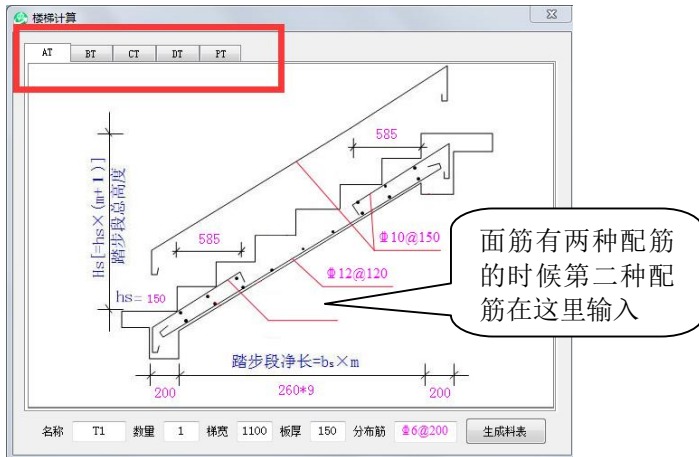 楼梯计算
AT BT CT DT PT
585
Hs[=hs×(m+1)]
踏步段总高度
585
Φ10@150
Φ12@120
hs= 150
踏步段净长=bs×m
200 260*9 200
面筋有两种配筋
的时候第二种配
筋在这里输入
名称 T1 数量 1 梯宽 1100 板厚 150 分布筋 Φ6@200 生成料表